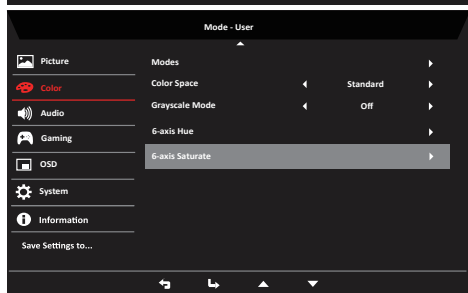 Mode - User
Picture
Color
Audio
Gaming
OSD
System
Information
Save Settings to...
Modes
Color Space Standard
Grayscale Mode Off
6-axis Hue
6-axis Saturate